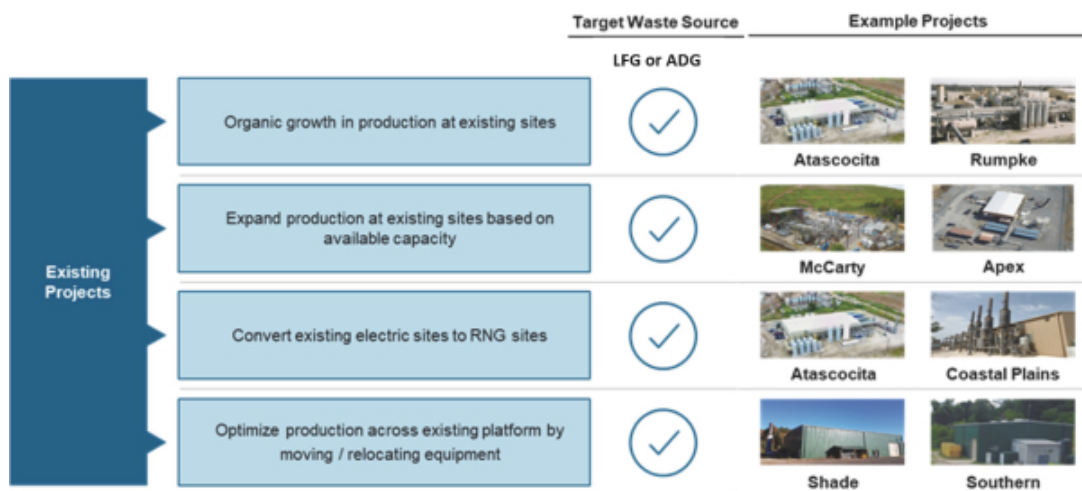 Target Waste Source
Example Projects
LFG or ADG
Existing
Projects
Organic growth in production at existing sites
Atascocita
Rumpke
Expand production at existing sites based on
available capacity
McCarty
Apex
Convert existing electric sites to RNG sites
Atascocita
Coastal Plains
Optimize production across existing platform by
moving / relocating equipment
Shade
Southern